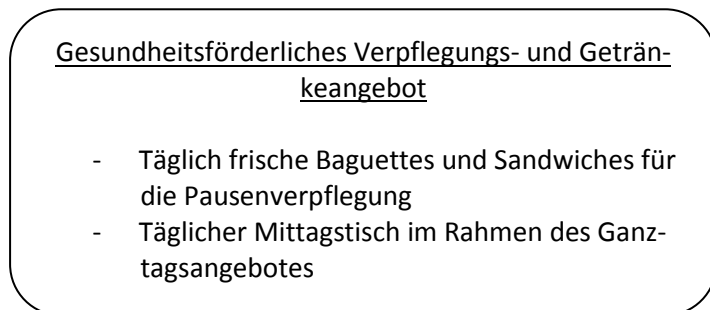 Gesundheitsförderliches Verpflegungs- und Geträn-
keangebot
- Täglich frische Baguettes und Sandwiches für
die Pausenverpflegung
- Täglicher Mittagstisch im Rahmen des Ganz-
tagsangebotes